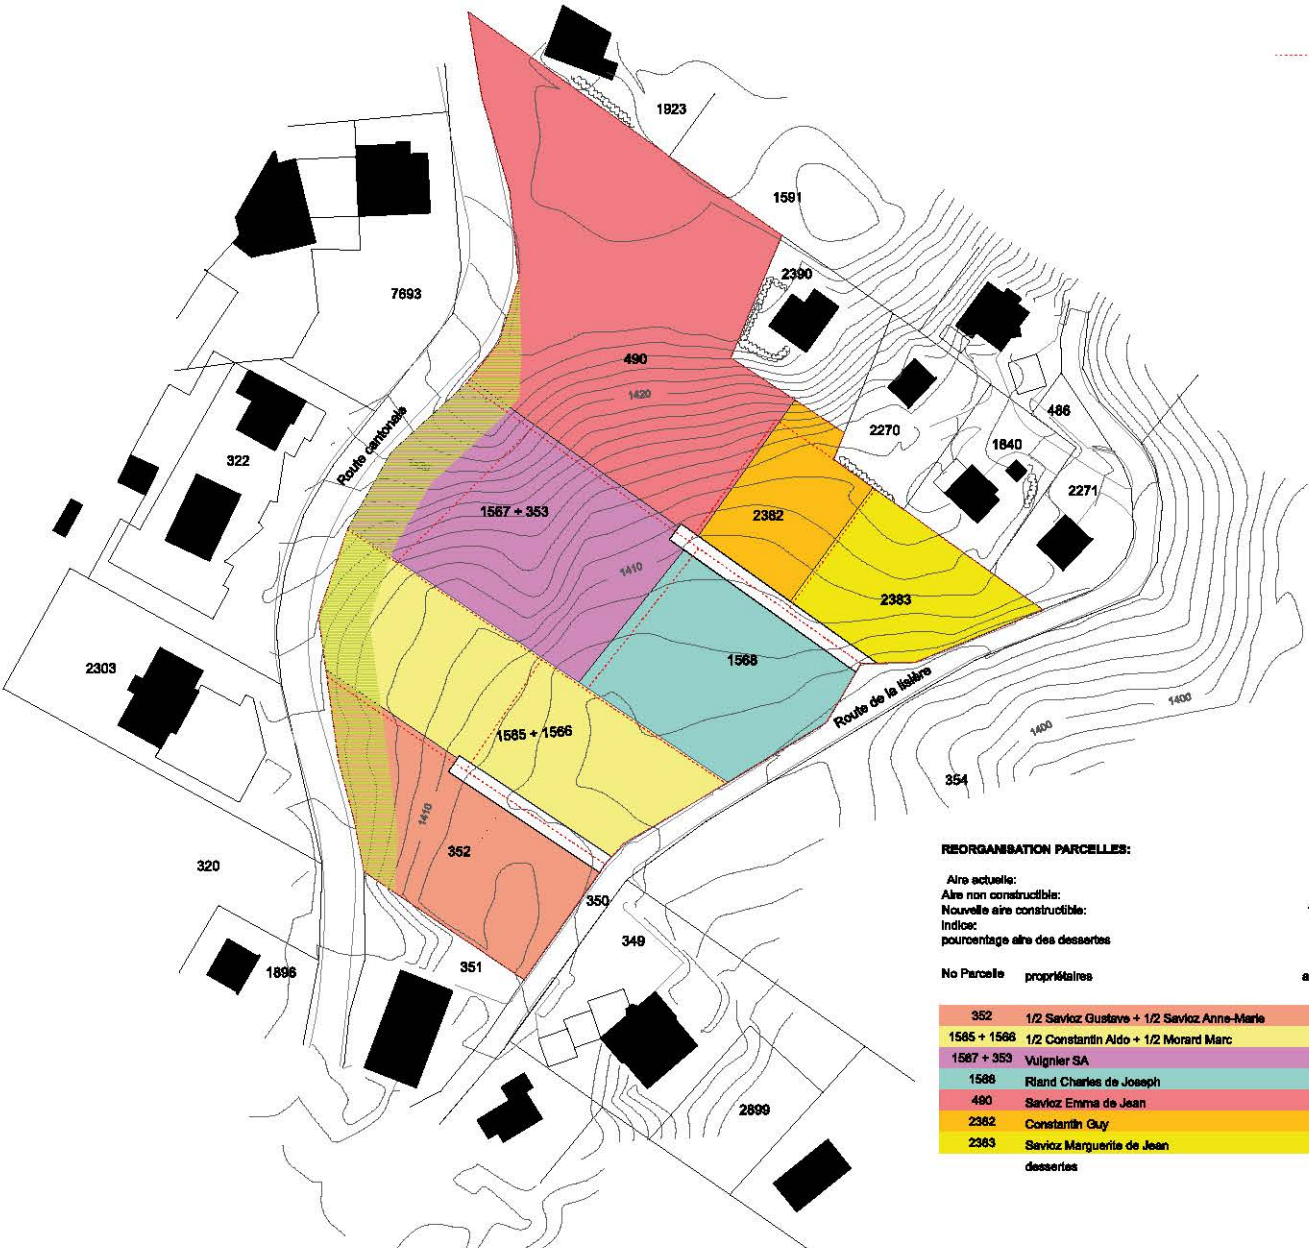 1923
1591
2390
7693
490
1420
486
2270
1840
322
Route cantonale
2271
1567 + 353
2382
1410
2383
1568
2303
Route de la lisière
1400
1400
1565 + 1566
354
1410
352
320
350
349
351
1896
2899
REORGANISATION PARCELLES:
Aire actuelle:
Aire non constructible:
Nouvelle aire constructible:
Indice:
pourcentage aire des dessertes
No Parcelle propriétaires a
352 1/2 Savioz Gustave + 1/2 Savioz Anne-Marie
1565 + 1566 1/2 Constantin Aldo + 1/2 Morard Marc
1567 + 353 Vuignier SA
1568 Riand Charles de Joseph
490 Savioz Emma de Jean
2382 Constantin Guy
2383 Savioz Marguerite de Jean
dessertes